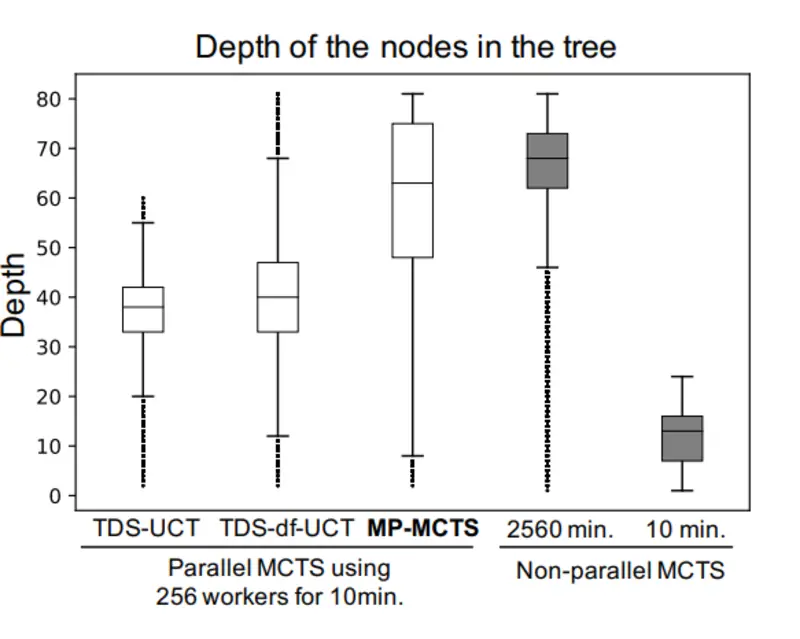 Depth of the nodes in the tree
80
70
60
50
40
30
20
10
0
Depth
TDS-UCT TDS-df-UCT MP-MCTS 2560 min. 10 min.
Parallel MCTS using
256 workers for 10min.
Non-parallel MCTS